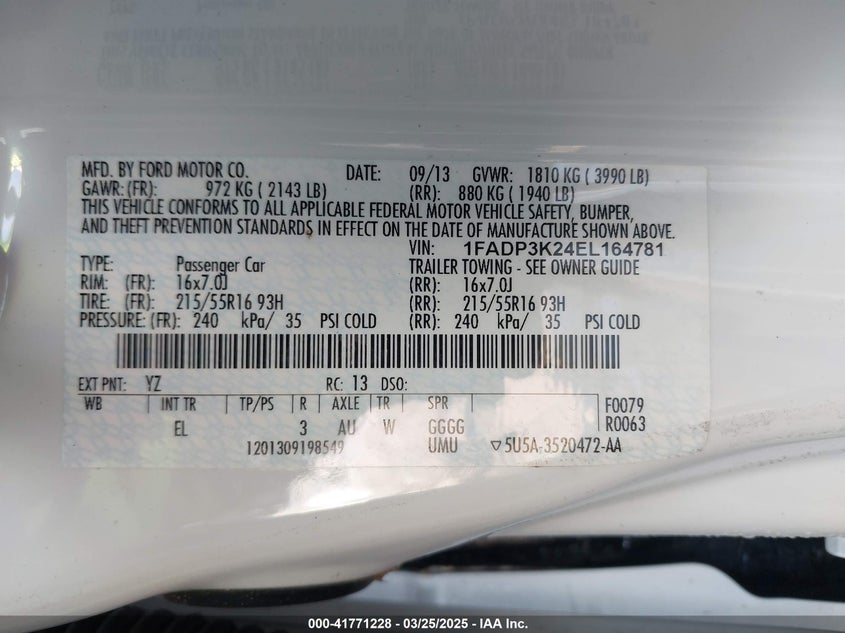 MFD. BY FORD MOTOR CO. DATE: 09/13 GVWR: 1810 KG ( 3990 LB)
GAWR: (FR): 972 KG ( 2143 LB) (RR): 880 KG ( 1940 LB)
THIS VEHICLE CONFORMS TO ALL APPLICABLE FEDERAL MOTOR VEHICLE SAFETY, BUMPER,
AND THEFT PREVENTION STANDARDS IN EFFECT ON THE DATE OF MANUFACTURE SHOWN ABOVE.
VIN: 1FADP3K24EL164781
TYPE: Passenger Car TRAILER TOWING - SEE OWNER GUIDE
RIM: (FR): 16x7.0J (RR): 16x7.0J
TIRE: (FR): 215/55R16 93H (RR): 215/55R16 93H
PRESSURE: (FR): 240 kPa/ 35 PSI COLD (RR): 240 kPa/ 35 PSI COLD
EXT PNT: YZ RC: 13 DSO:
WB INT TR TP/PS R AXLE TR SPR F0079
EL 3 AU W GGGG R0063
1201309198549 UMU ▽5U5A-3520472-AA
000-41771228 - 03/25/2025 - IAA Inc.